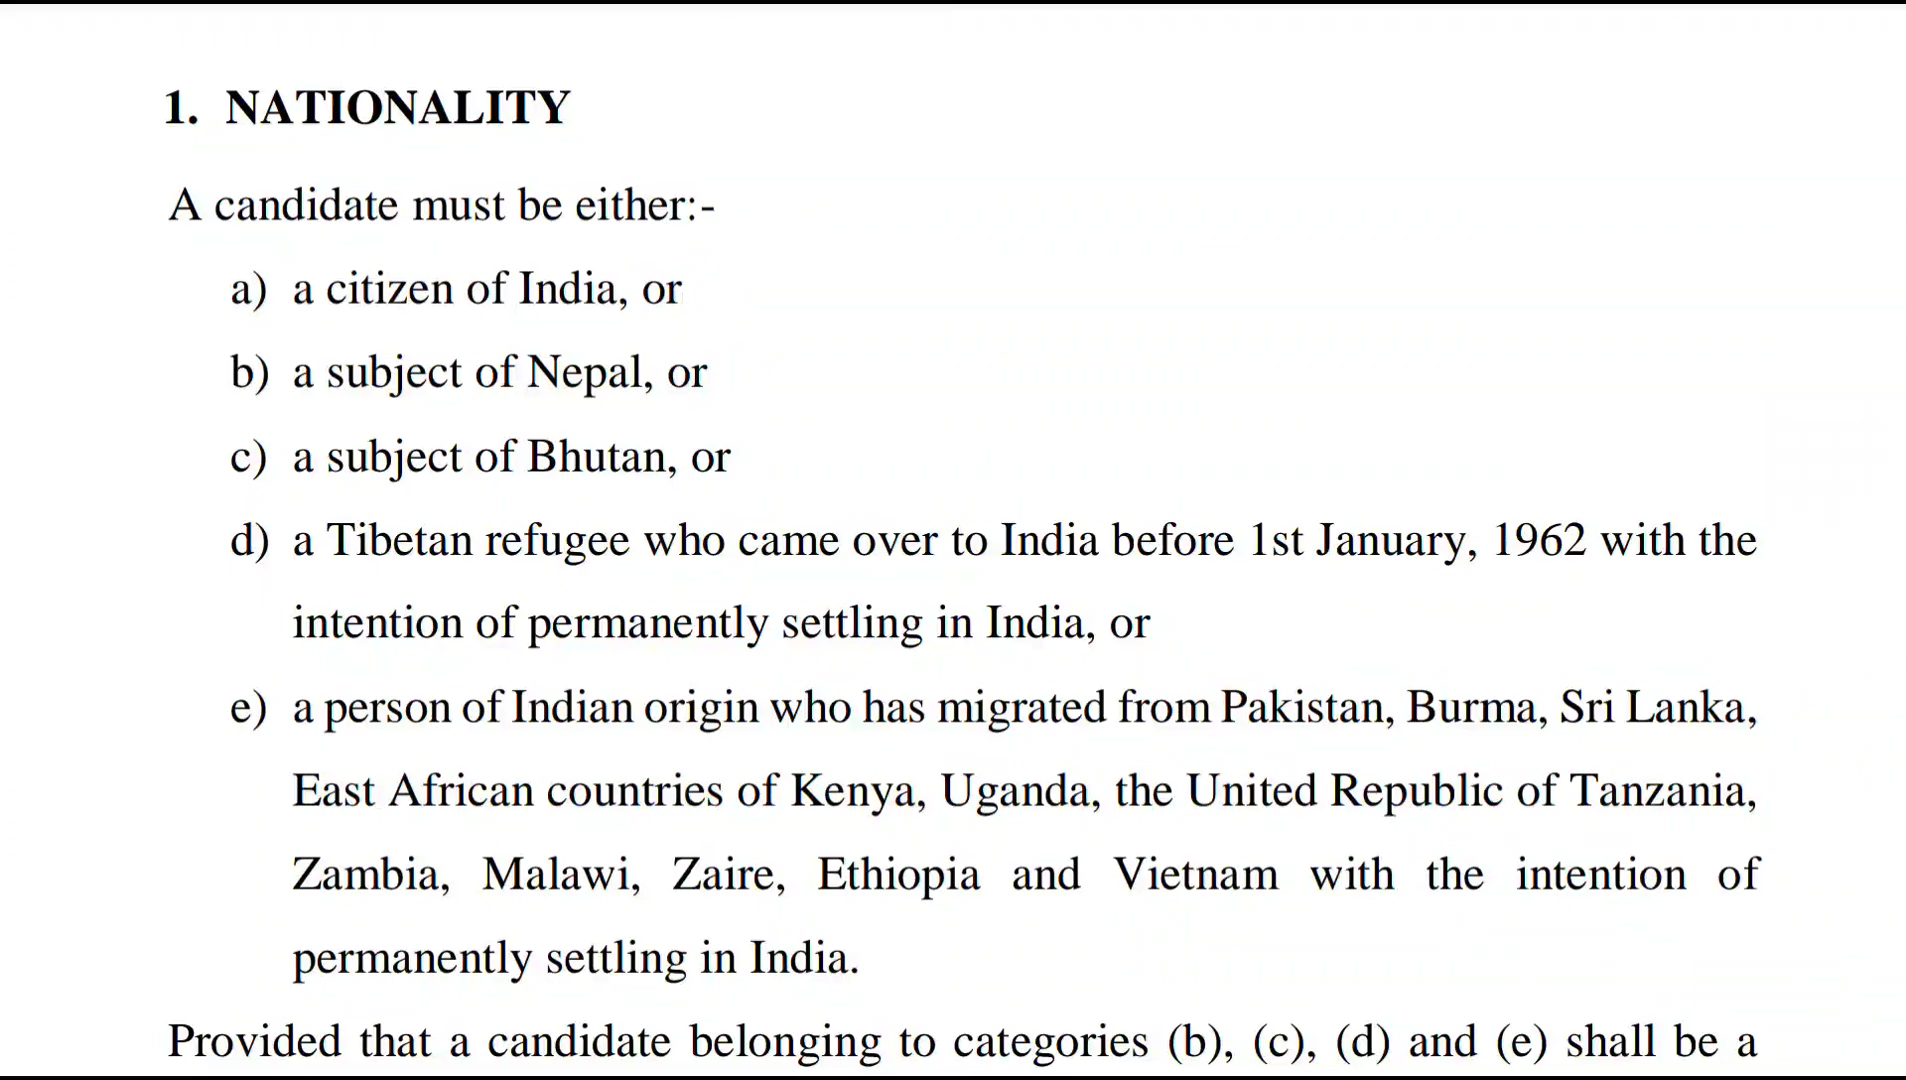 1. NATIONALITY
A candidate must be either:-
a) a citizen of India, or
b) a subject of Nepal, or
c) a subject of Bhutan, or
d) a Tibetan refugee who came over to India before 1st January, 1962 with the
intention of permanently settling in India, or
e) a person of Indian origin who has migrated from Pakistan, Burma, Sri Lanka,
East African countries of Kenya, Uganda, the United Republic of Tanzania,
Zambia, Malawi, Zaire, Ethiopia and Vietnam with the intention of
permanently settling in India.
Provided that a candidate belonging to categories (b), (c), (d) and (e) shall be a